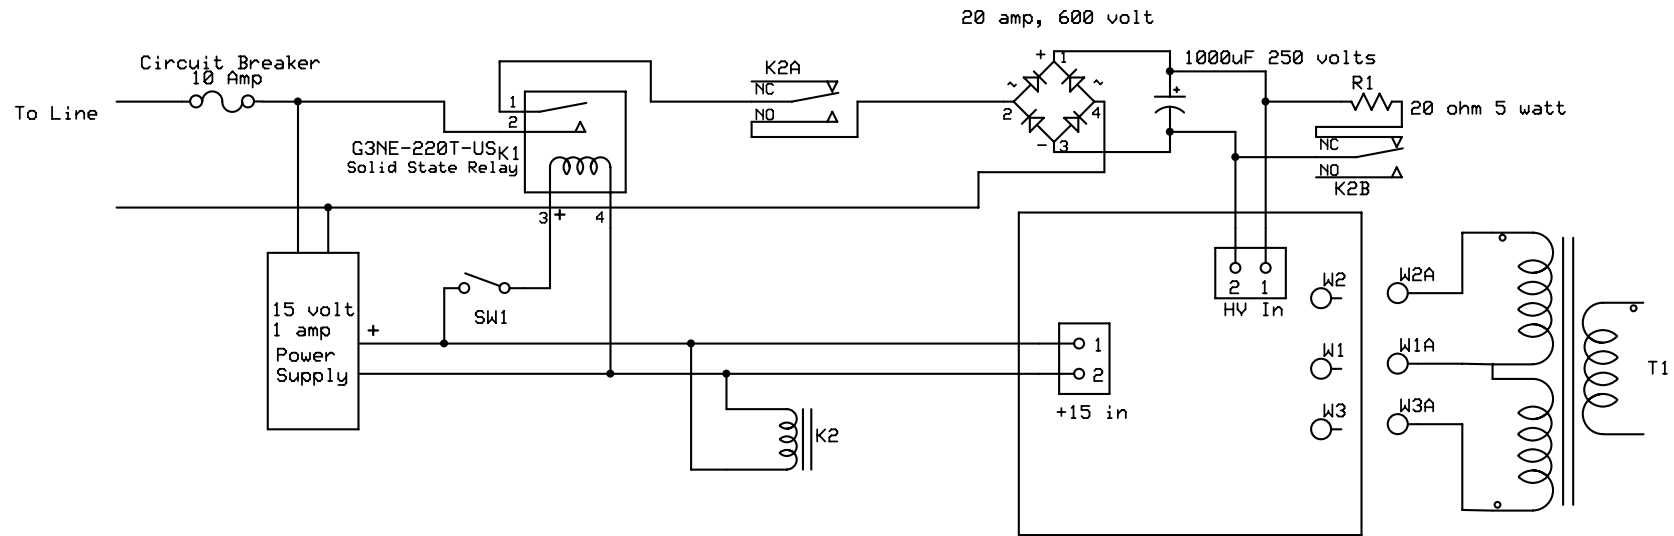 20 amp, 600 volt
Circuit Breaker
10 Amp
To Line
1
2
G3NE-220T-US
K1
Solid State Relay
3
+
4
K2A
NC
NO
+
1
~
~
2
4
-
3
1000uF 250 volts
+
R1
20 ohm 5 watt
NC
NO
K2B
15 volt
1 amp
Power
Supply
+
SW1
K2
1
2
+15 in
2
1
HV In
W2
W1
W3
W2A
W1A
W3A
T1